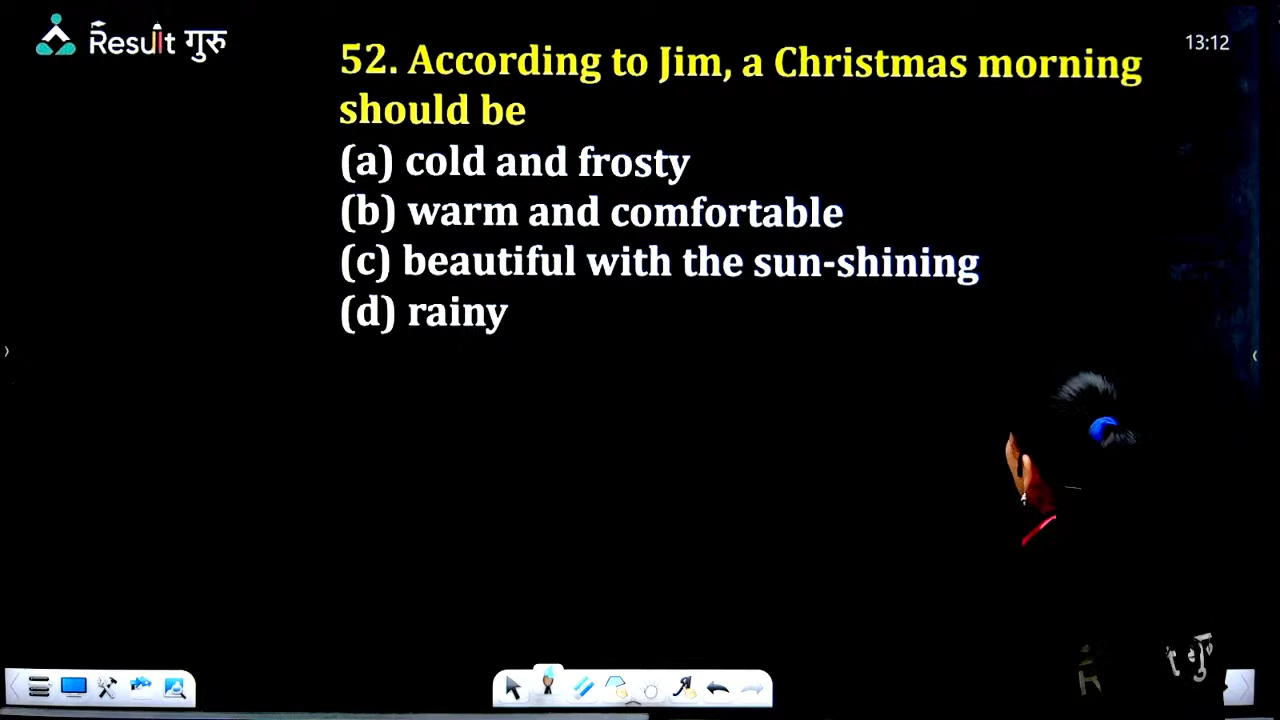 Result गुरु
13:12
52. According to Jim, a Christmas morning
should be
(a) cold and frosty
(b) warm and comfortable
(c) beautiful with the sun-shining
(d) rainy